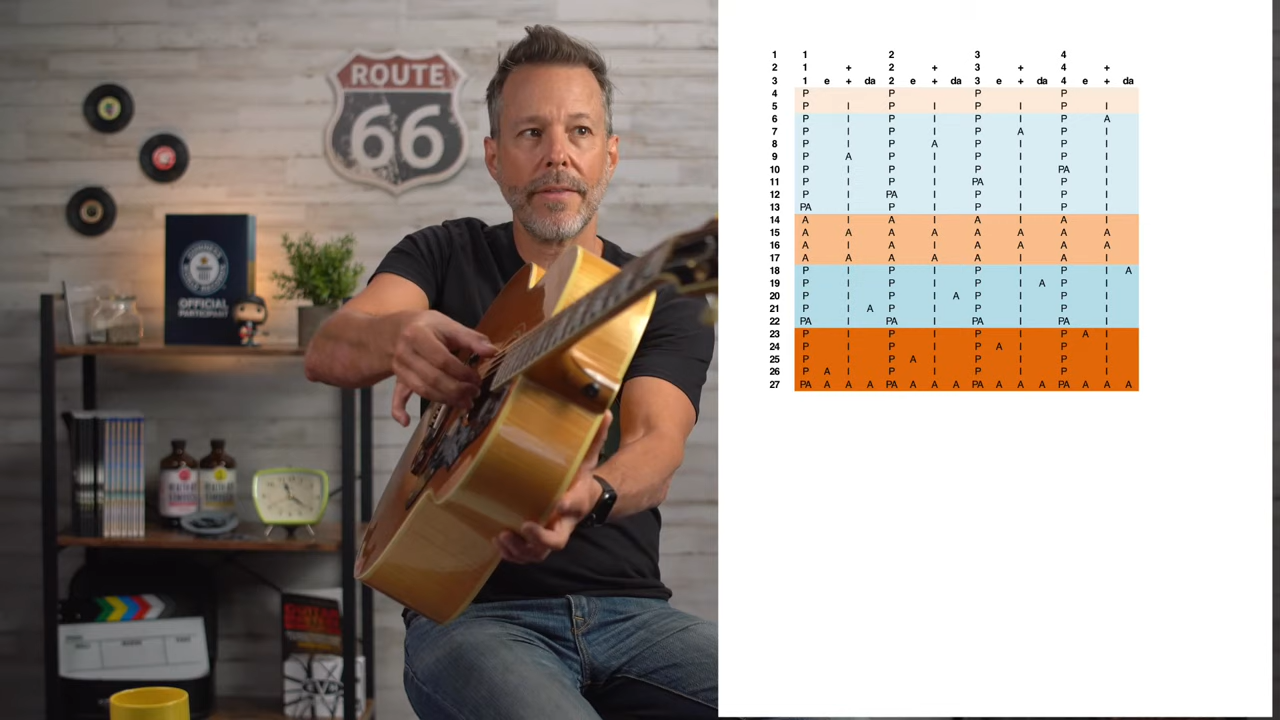 ROUTE
66
GUINNESS
OFFICIAL
PARTICIPANT
1 1 2 3 4
2 1 + 2 + 3 + 4 +
3 1 e + da 2 e + da 3 e + da 4 e + da
4 P P P P
5 P I P I P I P I
6 P I P I P I P A
7 P I P I P A P I
8 P I P A P I P I
9 P A P I P I P I
10 P I P I P I PA I
11 P I P I PA I P I
12 P I PA I P I P I
13 PA I P I P I P I
14 A I A I A I A I
15 A A A A A A A A
16 A I A I A A A A
17 A A A A A I A I
18 P I P I P I P I A
19 P I P I P I A P I
20 P I P I A P I P I
21 P I A P I P I P I
22 PA I PA I PA I PA I
23 P I P I P I P A I
24 P I P I P A I P I
25 P I P A I P I P I
26 P A I P I P I P I
27 PA A A A PA A A A PA A A A PA A A A